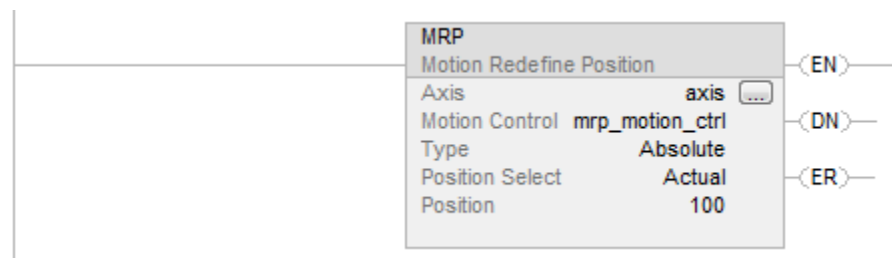 MRP
Motion Redefine Position
EN
Axis axis ...
Motion Control mrp_motion_ctrl
DN
Type Absolute
Position Select Actual
ER
Position 100